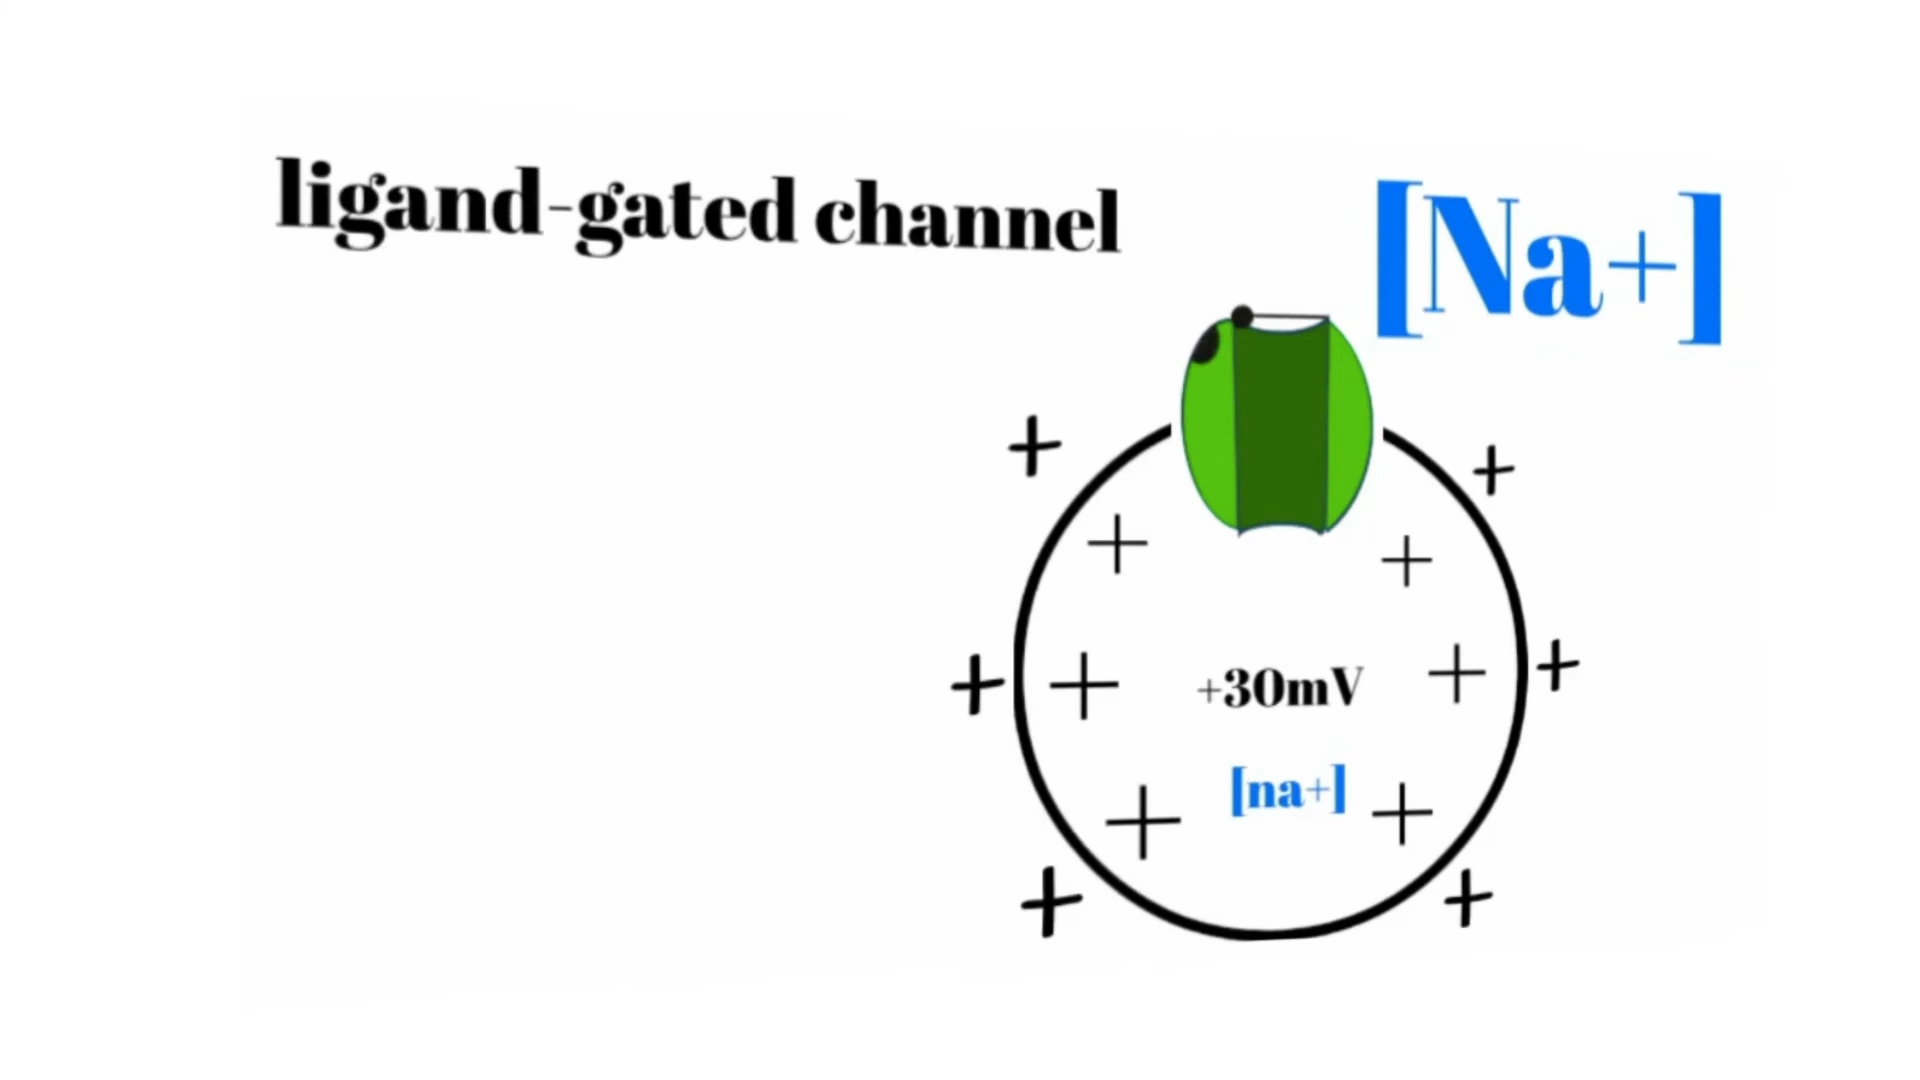 ligand-gated channel
[Na+]
+ +
+ +
+ + +30mV + +
[na+]
+ +
+ +